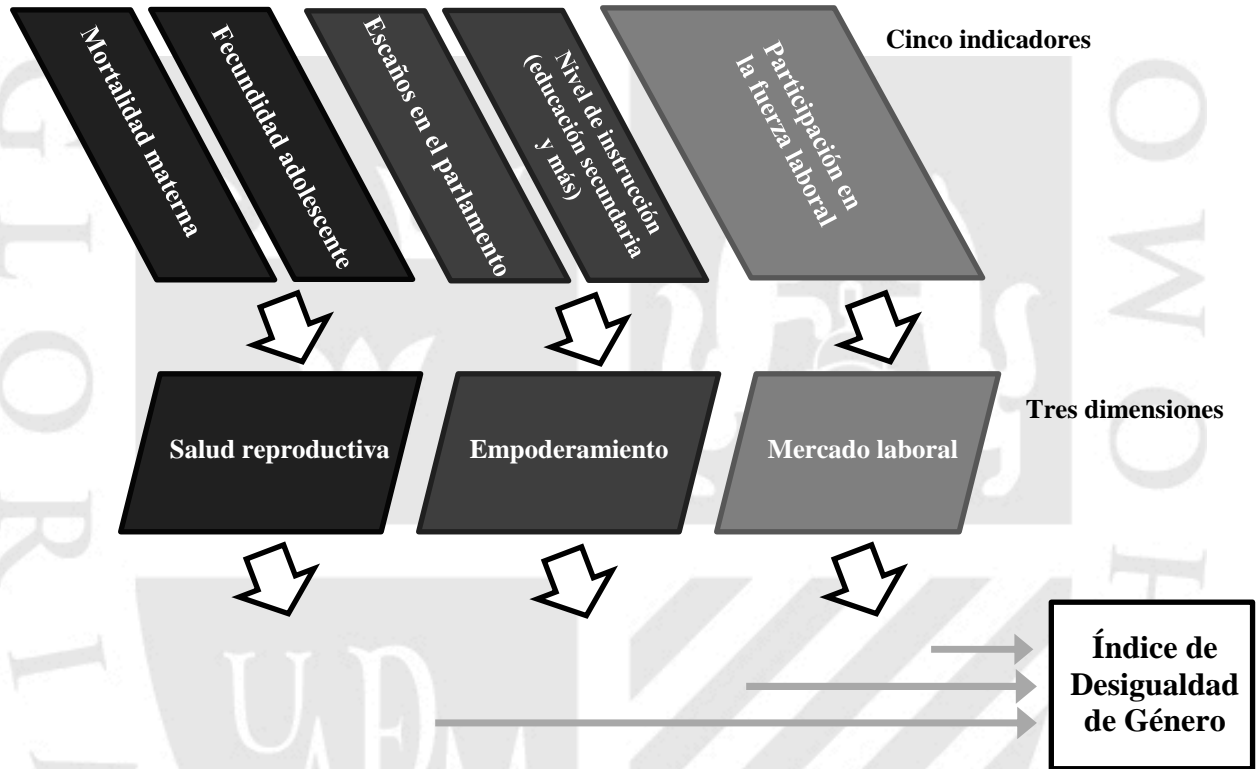 Mortalidad materna
Fecundidad adolescente
Escaños en el parlamento
Nivel de instrucción
(educación secundaria
y más)
Participación en
la fuerza laboral
Cinco indicadores
Salud reproductiva
Empoderamiento
Mercado laboral
Tres dimensiones
Índice de
Desigualdad
de Género